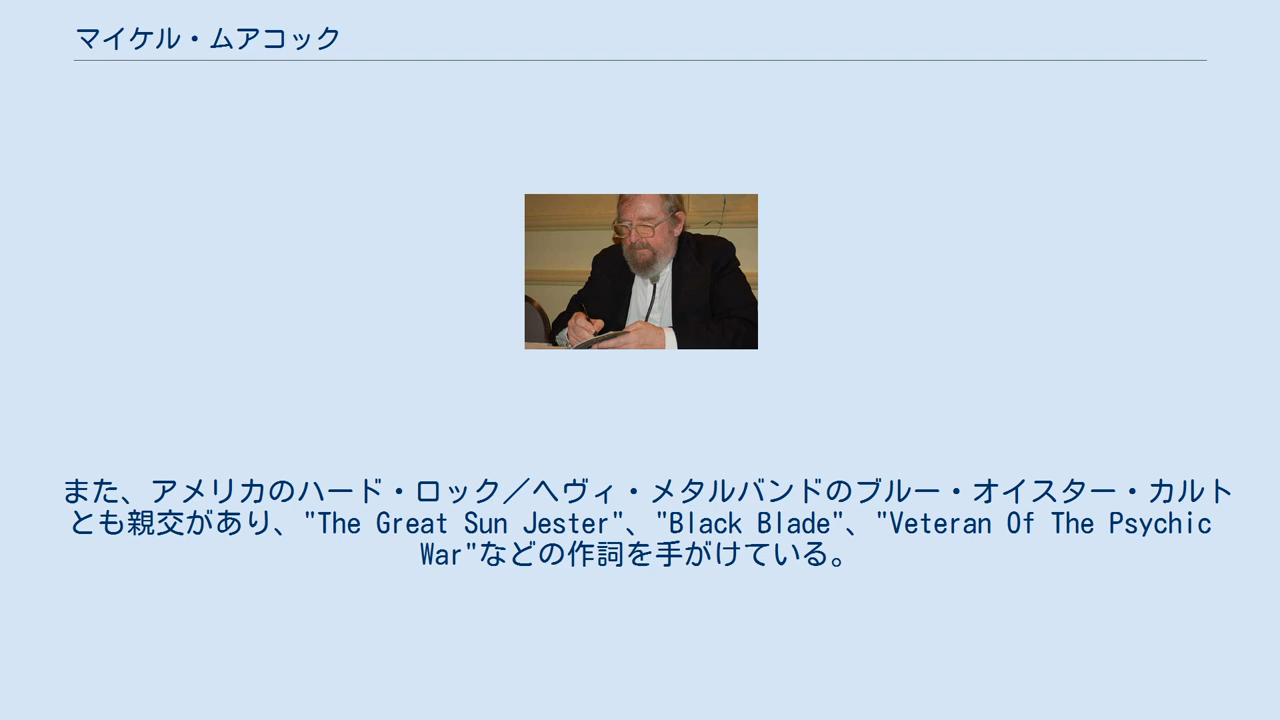 マイケル・ムアコック
また、アメリカのハード・ロック／ヘヴィ・メタルバンドのブルー・オイスター・カルト
とも親交があり、"The Great Sun Jester"、"Black Blade"、"Veteran Of The Psychic
War"などの作詞を手がけている。